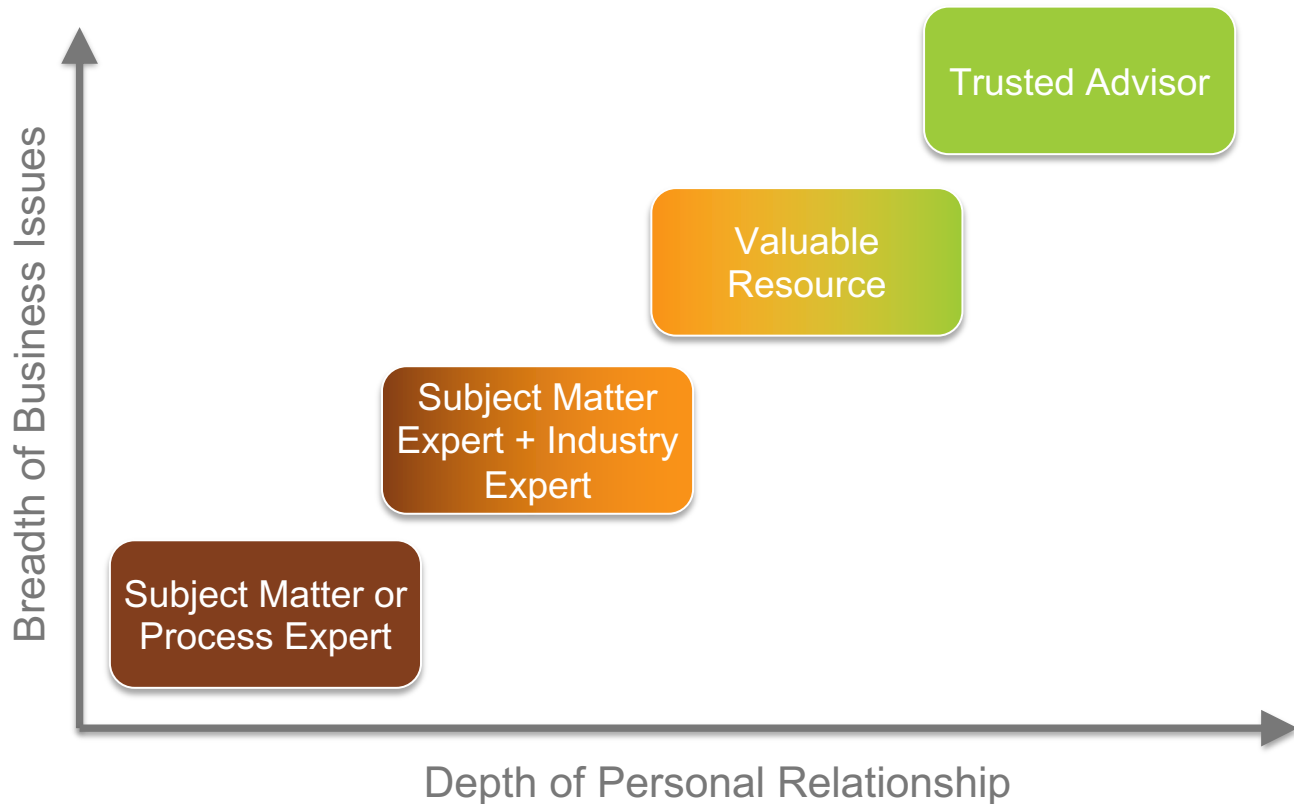 Trusted Advisor
Valuable
Resource
Subject Matter
Expert + Industry
Expert
Subject Matter or
Process Expert
Breadth of Business Issues
Depth of Personal Relationship